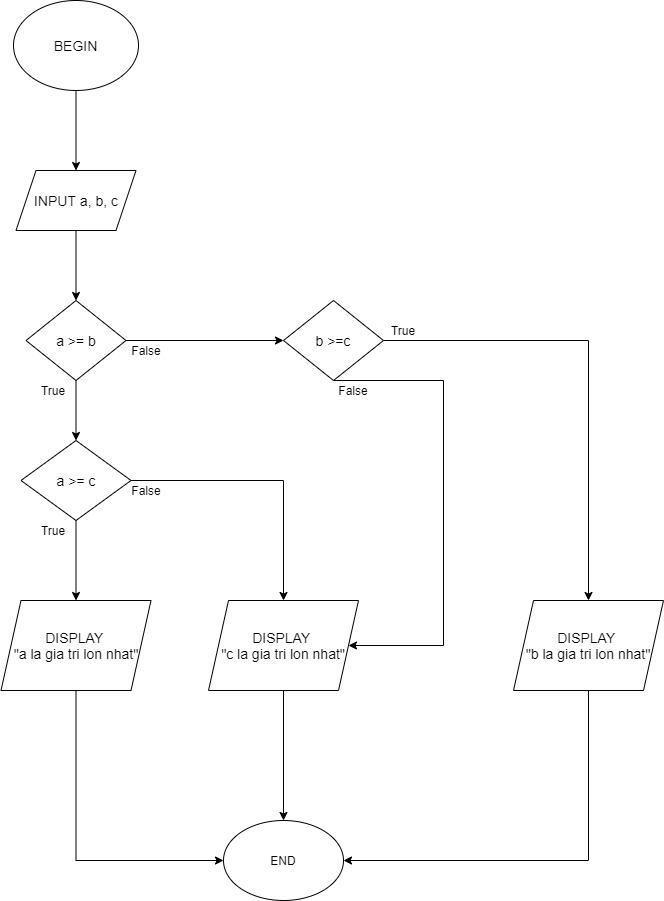 BEGIN
INPUT a, b, c
a >= b
False
True
b >=c
True
False
a >= c
False
True
DISPLAY
"a la gia tri lon nhat"
DISPLAY
"c la gia tri lon nhat"
DISPLAY
"b la gia tri lon nhat"
END